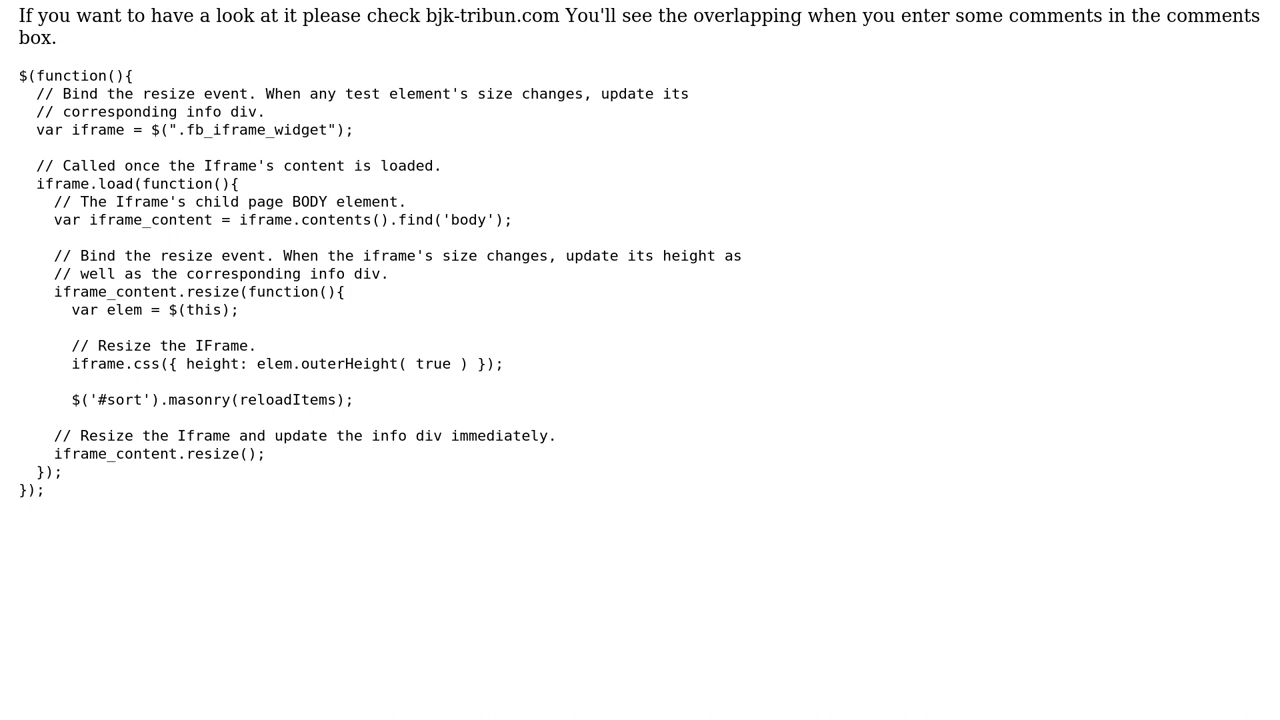 If you want to have a look at it please check bjk-tribun.com You'll see the overlapping when you enter some comments in the comments
box.
$(function(){
  // Bind the resize event. When any test element's size changes, update its
  // corresponding info div.
  var iframe = $(".fb_iframe_widget");
  // Called once the Iframe's content is loaded.
  iframe.load(function(){
    // The Iframe's child page BODY element.
    var iframe_content = iframe.contents().find('body');
    // Bind the resize event. When the iframe's size changes, update its height as
    // well as the corresponding info div.
    iframe_content.resize(function(){
      var elem = $(this);
      // Resize the IFrame.
      iframe.css({ height: elem.outerHeight( true ) });
      $('#sort').masonry(reloadItems);
    // Resize the Iframe and update the info div immediately.
    iframe_content.resize();
  });
});